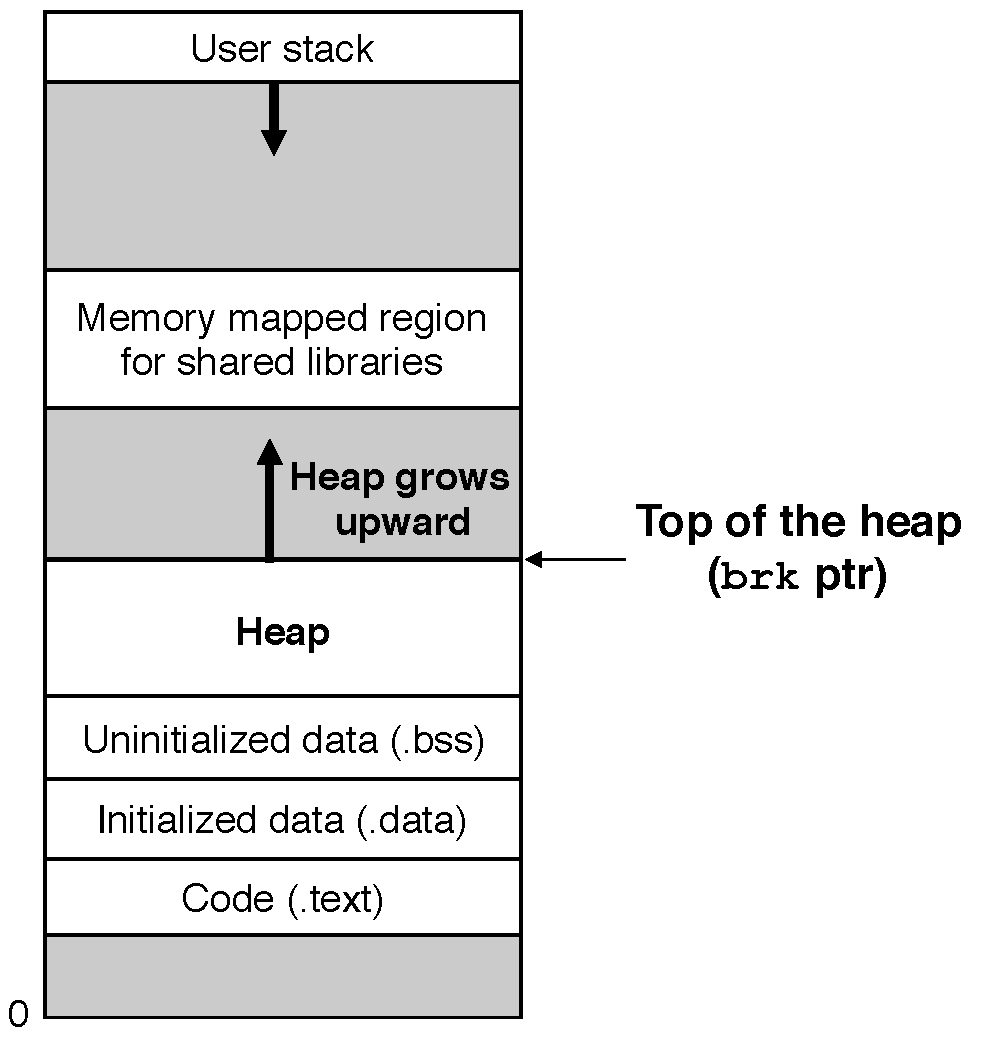 User stack
Memory mapped region
for shared libraries
Heap grows
upward
Top of the heap
(brk ptr)
Heap
Uninitialized data (.bss)
Initialized data (.data)
Code (.text)
0